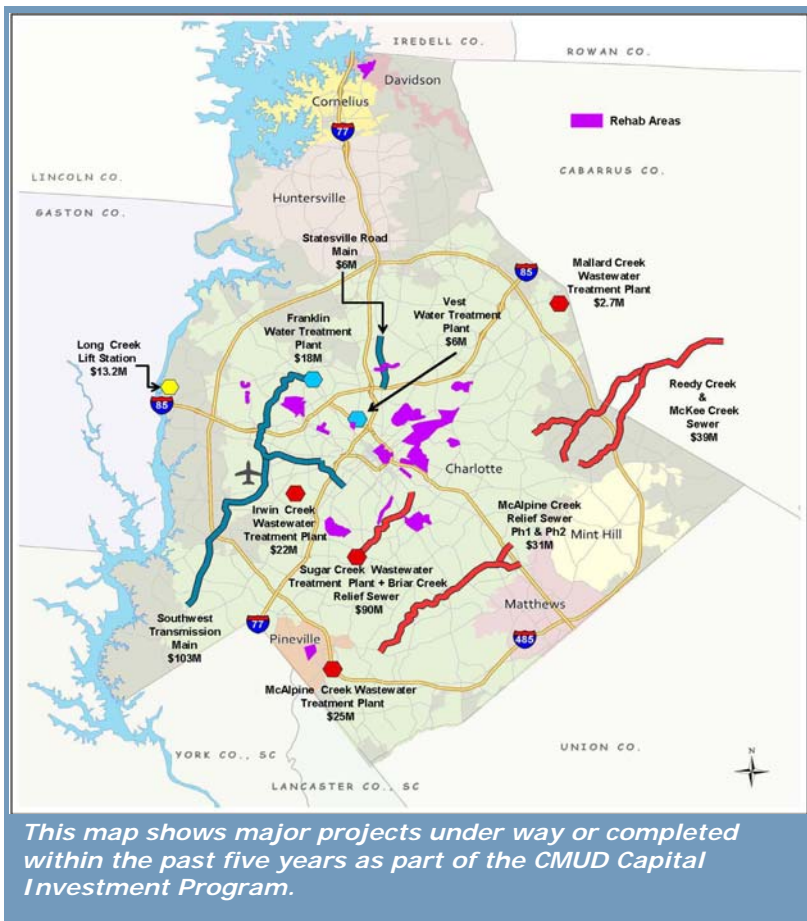 IREDELL CO.
ROWAN CO.
Davidson
Cornelius
77
Rehab Areas
LINCOLN CO.
CABARRUS CO.
GASTON CO.
Huntersville
Statesville Road
Main
$6M
85
Mallard Creek
Wastewater
Treatment Plant
$2.7M
Vest
Water Treatment
Plant
$6M
Franklin
Water Treatment
Plant
$18M
Long Creek
Lift Station
$13.2M
85
Reedy Creek
&
McKee Creek
Sewer
$39M
Charlotte
Irwin Creek
Wastewater
Treatment Plant
$22M
McAlpine Creek
Relief Sewer
Ph1 & Ph2
$31M
Mint Hill
Sugar Creek Wastewater
Treatment Plant + Briar Creek
Relief Sewer
$90M
Matthews
Southwest
Transmission
Main
$103M
77
Pineville
485
McAlpine Creek Wastewater
Treatment Plant
$25M
YORK CO., SC
UNION CO.
N
LANCASTER CO., SC
This map shows major projects under way or completed
within the past five years as part of the CMUD Capital
Investment Program.